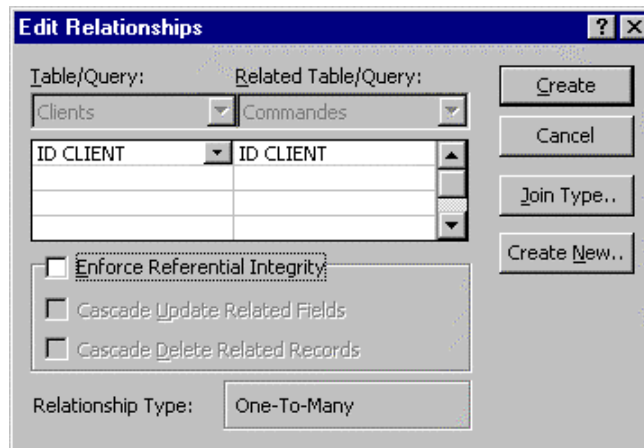 Edit Relationships
Table/Query: Related Table/Query:
Clients Commandes
ID CLIENT ID CLIENT
Enforce Referential Integrity
Cascade Update Related Fields
Cascade Delete Related Records
Relationship Type: One-To-Many
Create
Cancel
Join Type..
Create New..